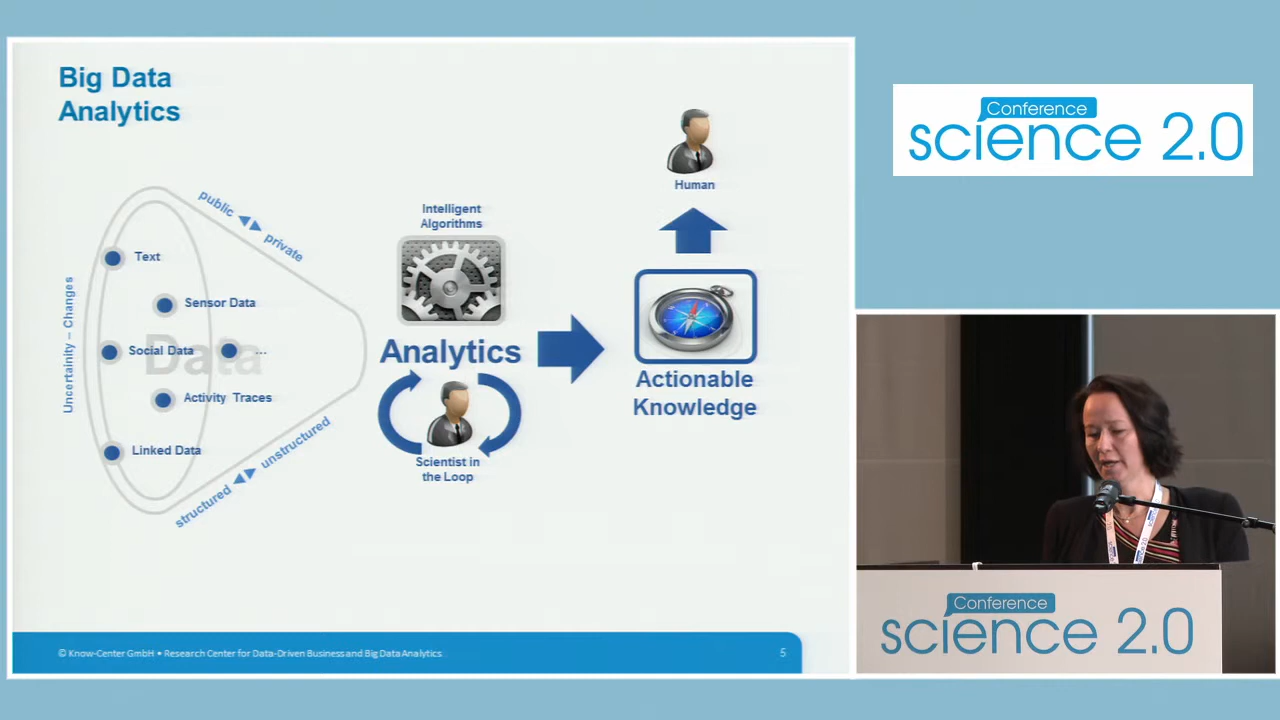 Big Data
Analytics
public
private
Uncertainity – Changes
Text
Sensor Data
Social Data
...
Data
Activity Traces
Linked Data
structured
unstructured
Intelligent
Algorithms
Analytics
Scientist in
the Loop
Human
Actionable
Knowledge
© Know-Center GmbH • Research Center for Data-Driven Business and Big Data Analytics
5
Conference
science 2.0
Conference
science 2.0